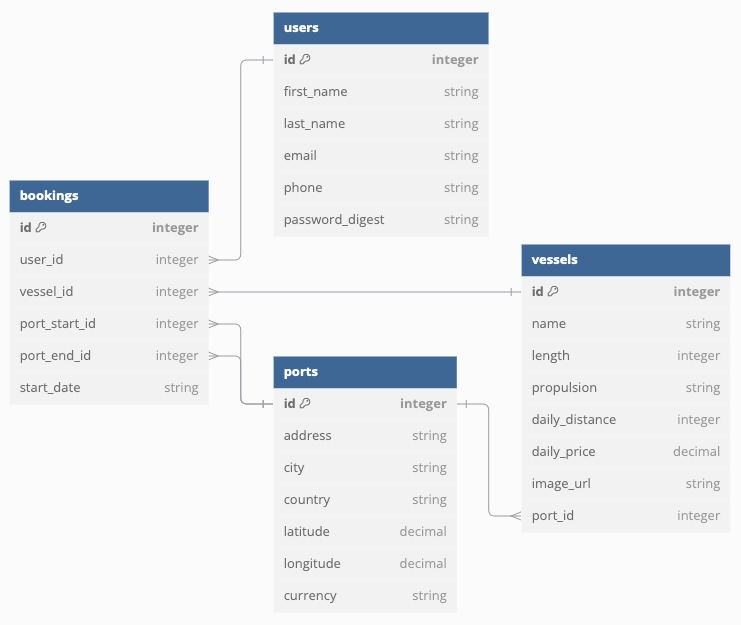 users
id integer
first_name string
last_name string
email string
phone string
password_digest string
bookings
id integer
user_id integer
vessel_id integer
port_start_id integer
port_end_id integer
start_date string
vessels
id integer
name string
length integer
propulsion string
daily_distance integer
daily_price decimal
image_url string
port_id integer
ports
id integer
address string
city string
country string
latitude decimal
longitude decimal
currency string